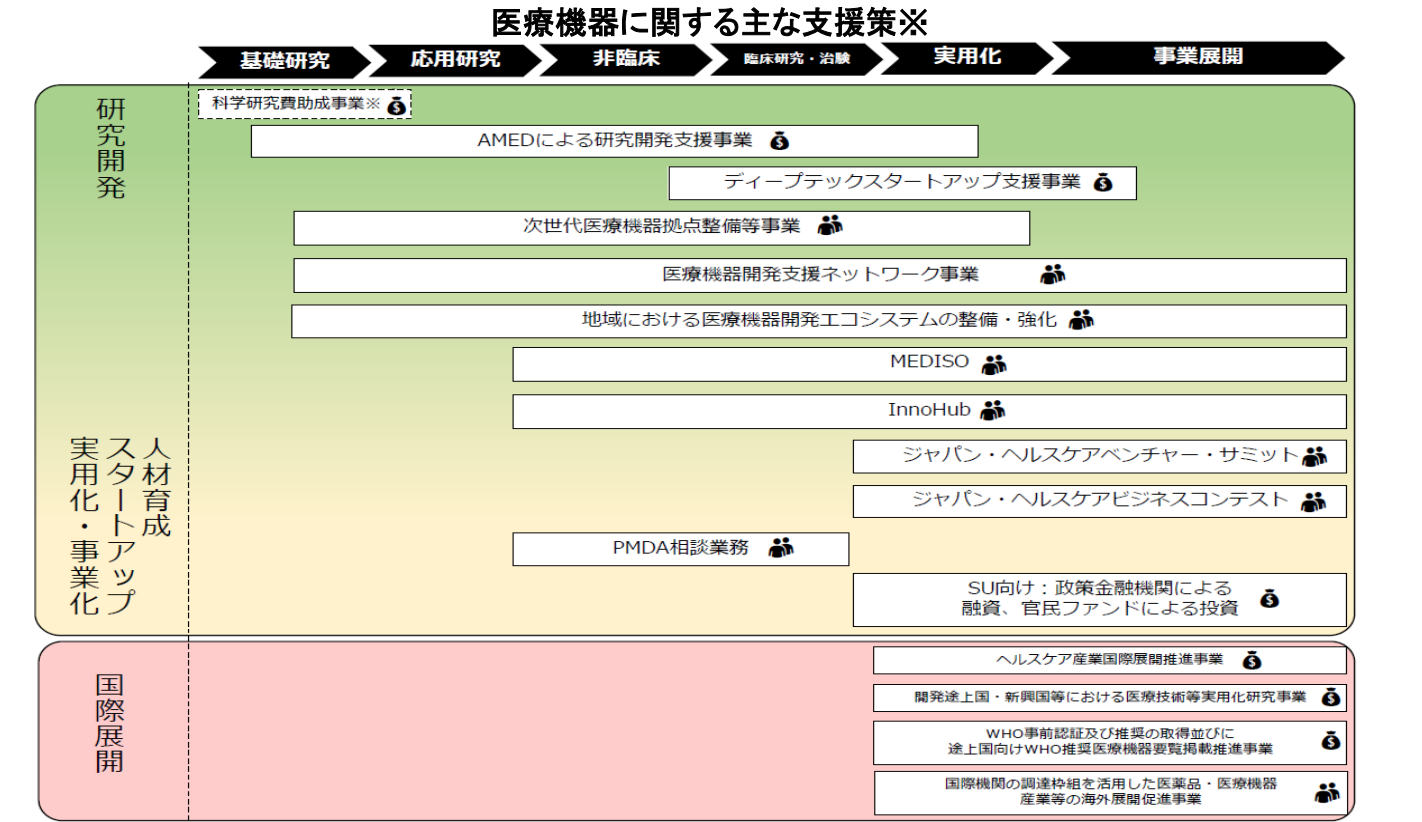 医療機器に関する主な支援策※
基礎研究
応用研究
非臨床
臨床研究・治験
実用化
事業展開
研究開発
科学研究費助成事業※
AMEDによる研究開発支援事業
ディープテックスタートアップ支援事業
次世代医療機器拠点整備等事業
医療機器開発支援ネットワーク事業
地域における医療機器開発エコシステムの整備・強化
MEDISO
InnoHub
人材育成
スタートアップ
実用化・事業化
ジャパン・ヘルスケアベンチャー・サミット
ジャパン・ヘルスケアビジネスコンテスト
PMDA相談業務
SU向け：政策金融機関による
融資、官民ファンドによる投資
国際展開
ヘルスケア産業国際展開推進事業
開発途上国・新興国等における医療技術等実用化研究事業
WHO事前認証及び推奨の取得並びに
途上国向けWHO推奨医療機器要覧掲載推進事業
国際機関の調達枠組を活用した医薬品・医療機器
産業等の海外展開促進事業